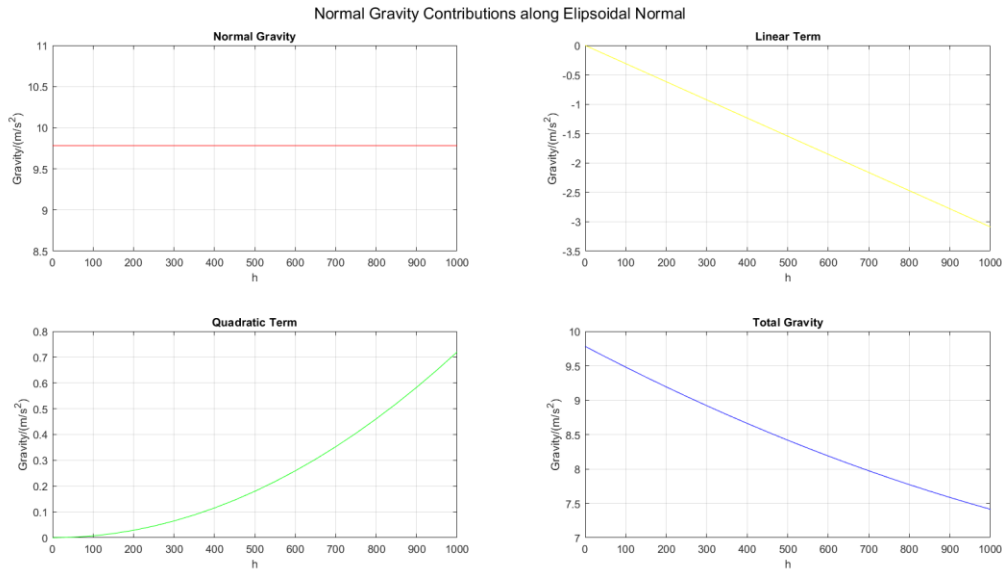 Normal Gravity Contributions along Elipsoidal Normal
Normal Gravity
11
10.5
10
9.5
9
8.5
Gravity/(m/s²)
0 100 200 300 400 500 600 700 800 900 1000
h
Linear Term
0
-0.5
-1
-1.5
-2
-2.5
-3
-3.5
Gravity/(m/s²)
0 100 200 300 400 500 600 700 800 900 1000
h
Quadratic Term
0.8
0.7
0.6
0.5
0.4
0.3
0.2
0.1
0
Gravity/(m/s²)
0 100 200 300 400 500 600 700 800 900 1000
h
Total Gravity
10
9.5
9
8.5
8
7.5
7
Gravity/(m/s²)
0 100 200 300 400 500 600 700 800 900 1000
h